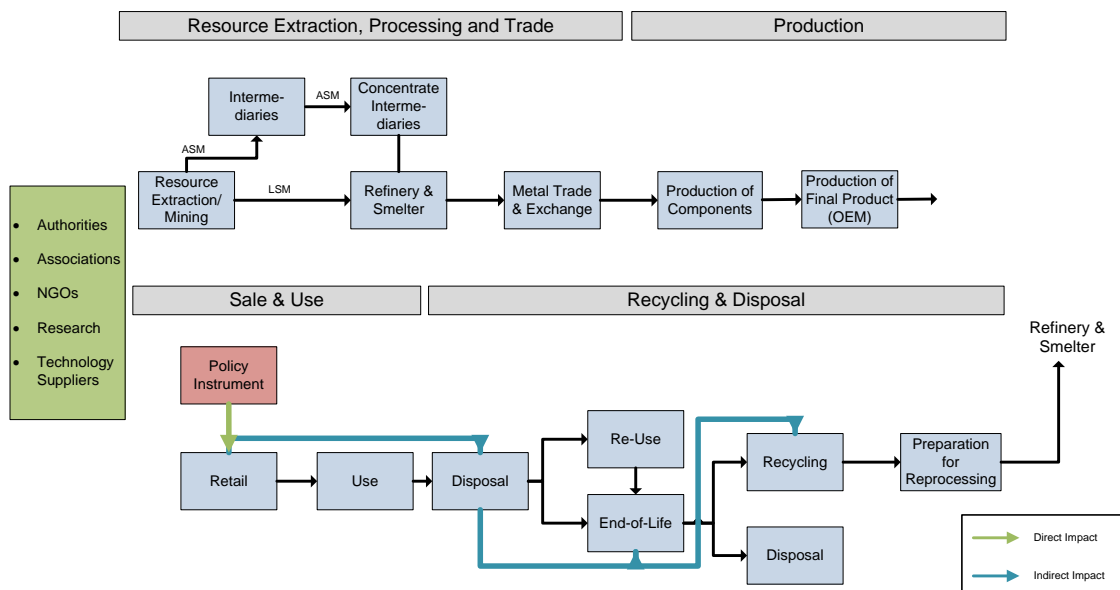 Resource Extraction, Processing and Trade
Production
Interme-
diaries
ASM
Concentrate
Interme-
diaries
ASM
Resource
Extraction/
Mining
LSM
Refinery &
Smelter
Metal Trade
& Exchange
Production of
Components
Production of
Final Product
(OEM)
• Authorities
• Associations
• NGOs
• Research
• Technology
Suppliers
Sale & Use
Recycling & Disposal
Refinery &
Smelter
Policy
Instrument
Retail
Use
Disposal
Re-Use
End-of-Life
Recycling
Disposal
Preparation
for
Reprocessing
Direct Impact
Indirect Impact